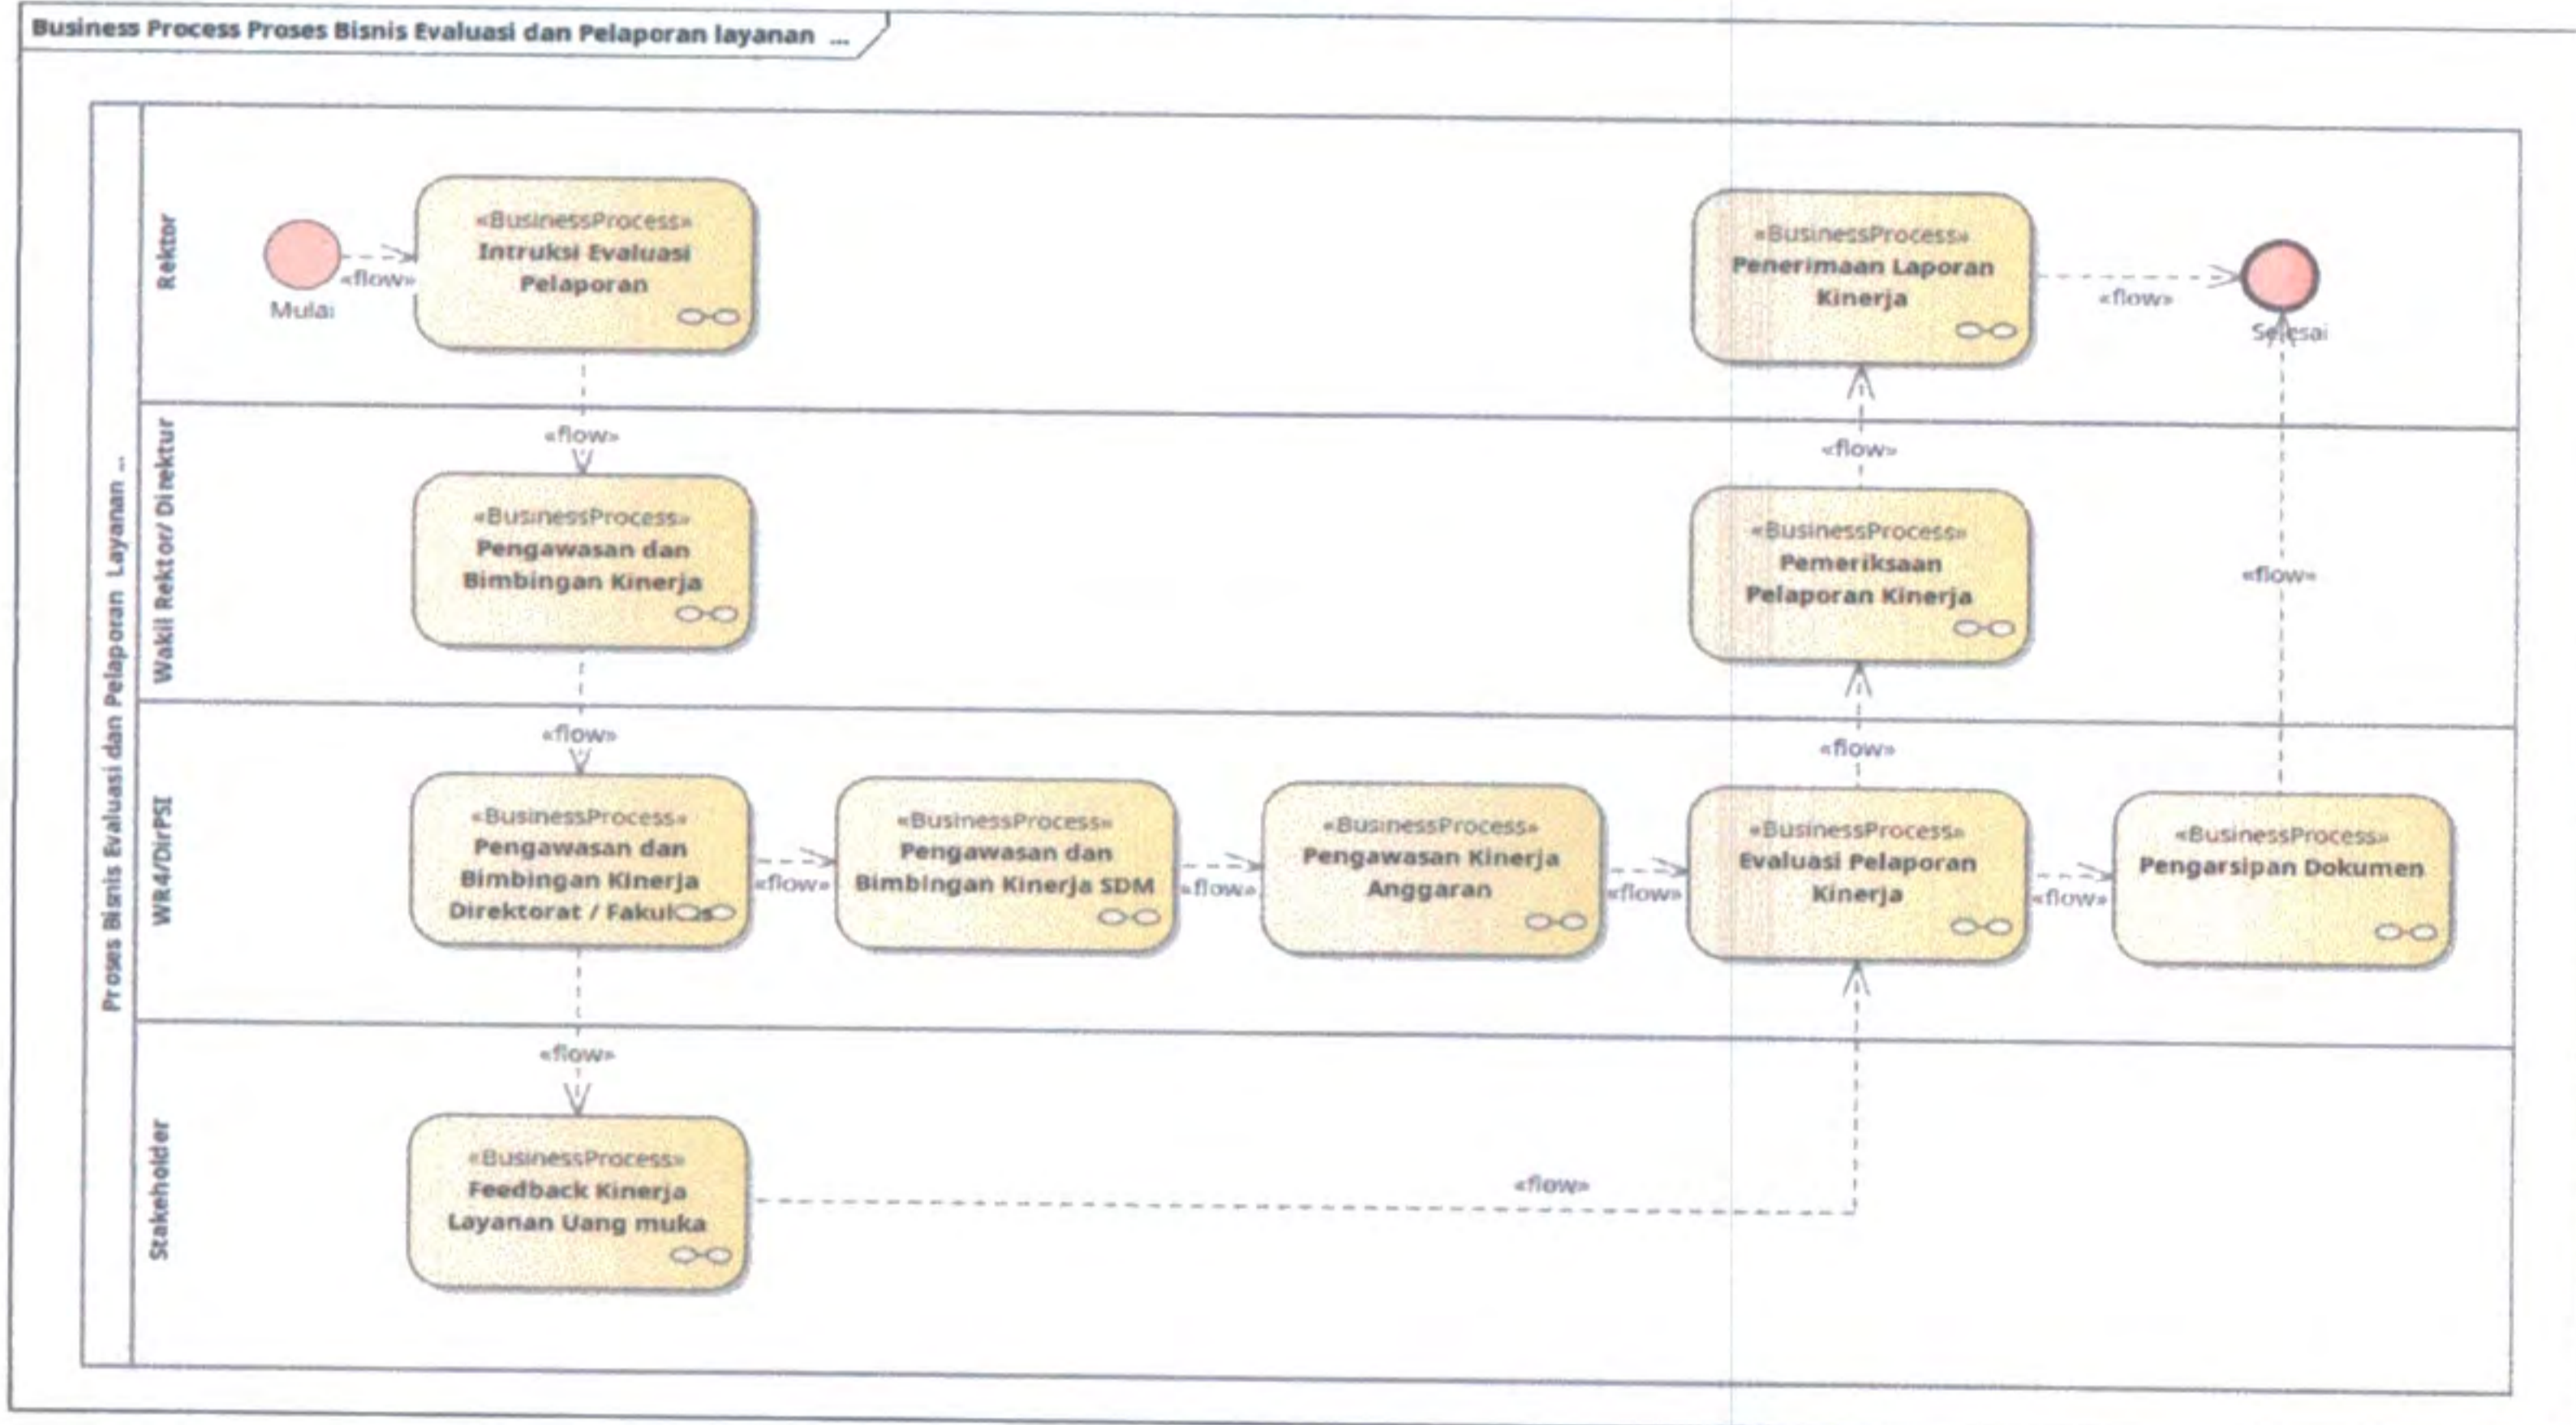 Business Process Proses Bisnis Evaluasi dan Pelaporan layanan ...
Proses Bisnis Evaluasi dan Pelaporan Layanan ...
Rektor
Mulai
«flow»
«BusinessProcess»
Intruksi Evaluasi
Pelaporan
«BusinessProcess»
Penerimaan Laporan
Kinerja
«flow»
Selesai
Wakil Rektor/ Direktur
«flow»
«BusinessProcess»
Pengawasan dan
Bimbingan Kinerja
«flow»
«BusinessProcess»
Pemeriksaan
Pelaporan Kinerja
«flow»
WR4/DirPSI
«flow»
«BusinessProcess»
Pengawasan dan
Bimbingan Kinerja
Direktorat / Fakultas
«flow»
«BusinessProcess»
Pengawasan dan
Bimbingan Kinerja SDM
«flow»
«BusinessProcess»
Pengawasan Kinerja
Anggaran
«flow»
«flow»
«BusinessProcess»
Evaluasi Pelaporan
Kinerja
«flow»
«BusinessProcess»
Pengarsipan Dokumen
Stakeholder
«flow»
«BusinessProcess»
Feedback Kinerja
Layanan Uang muka
«flow»